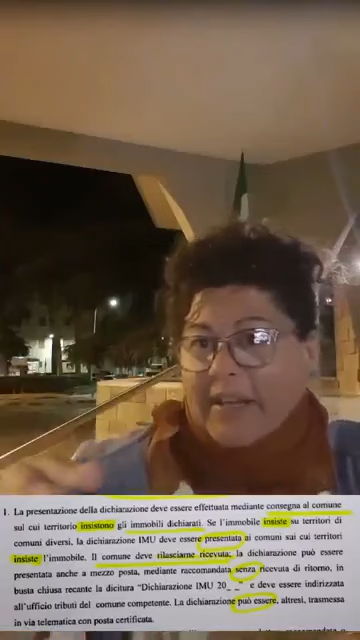 1. La presentazione della dichiarazione deve essere effettuata mediante consegna al comune
sul cui territorio insistono gli immobili dichiarati. Se l'immobile insiste su territori di
comuni diversi, la dichiarazione IMU deve essere presentata ai comuni sui cui territori
insiste l'immobile. Il comune deve rilasciarne ricevuta; la dichiarazione può essere
presentata anche a mezzo posta, mediante raccomandata senza ricevuta di ritorno, in
busta chiusa recante la dicitura "Dichiarazione IMU 20_ _" e deve essere indirizzata
all'ufficio tributi del comune competente. La dichiarazione può essere, altresì, trasmessa
in via telematica con posta certificata.